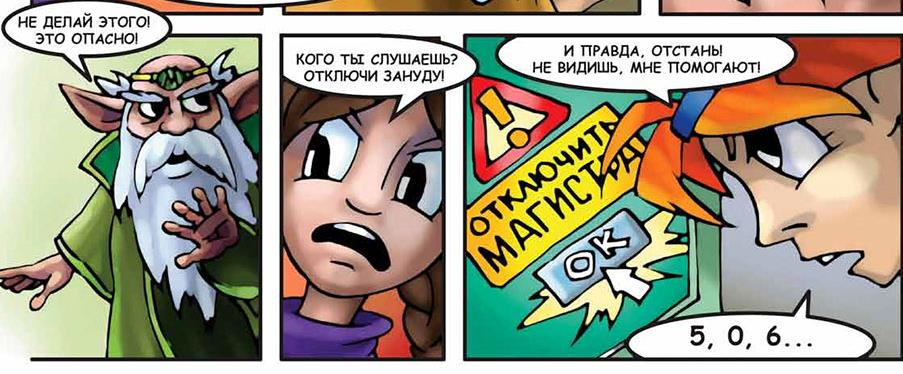 НЕ ДЕЛАЙ ЭТОГО!
ЭТО ОПАСНО!
КОГО ТЫ СЛУШАЕШЬ?
ОТКЛЮЧИ ЗАНУДУ!
И ПРАВДА, ОТСТАНЬ!
НЕ ВИДИШЬ, МНЕ ПОМОГАЮТ!
!
ОТКЛЮЧИТЬ
МАГИСТРА
OK
5, 0, 6...